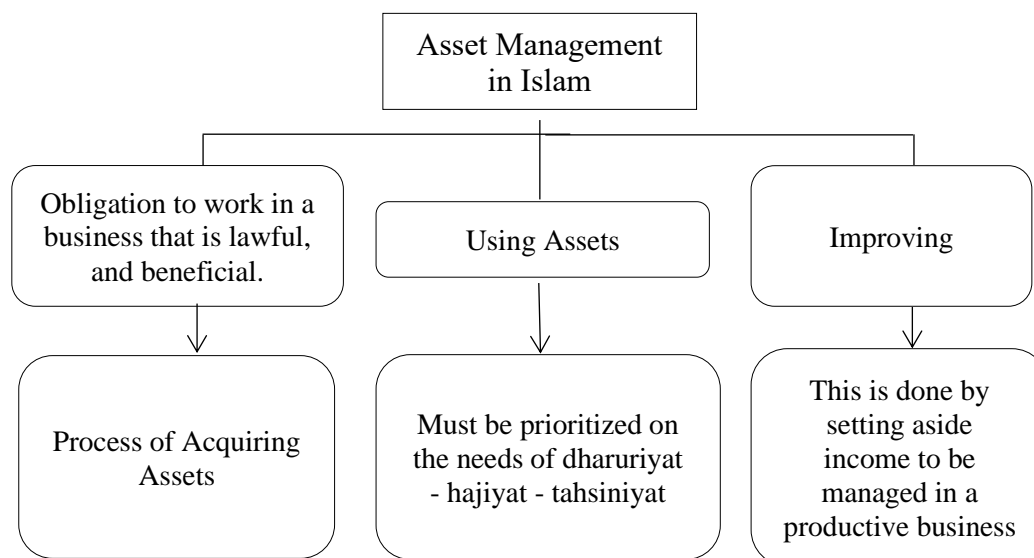 Asset Management
in Islam
Obligation to work in a
business that is lawful,
and beneficial.
Using Assets
Improving
Process of Acquiring
Assets
Must be prioritized on
the needs of dharuriyat
- hajiyat - tahsiniyat
This is done by
setting aside
income to be
managed in a
productive business